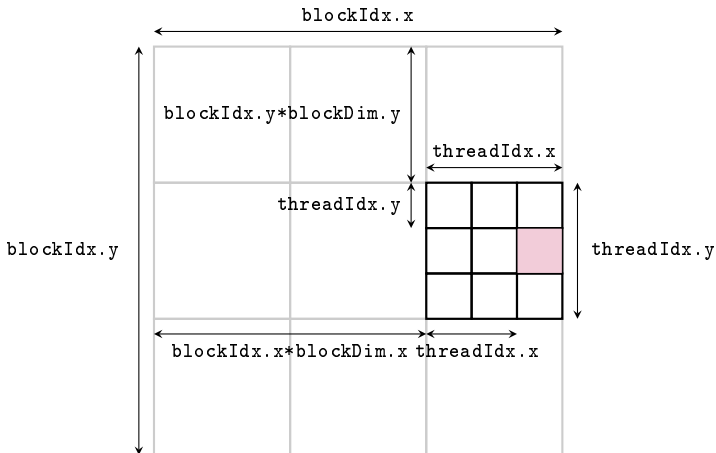 blockIdx.x
blockIdx.y*blockDim.y
threadIdx.x
threadIdx.y
blockIdx.y
threadIdx.y
blockIdx.x*blockDim.x
threadIdx.x